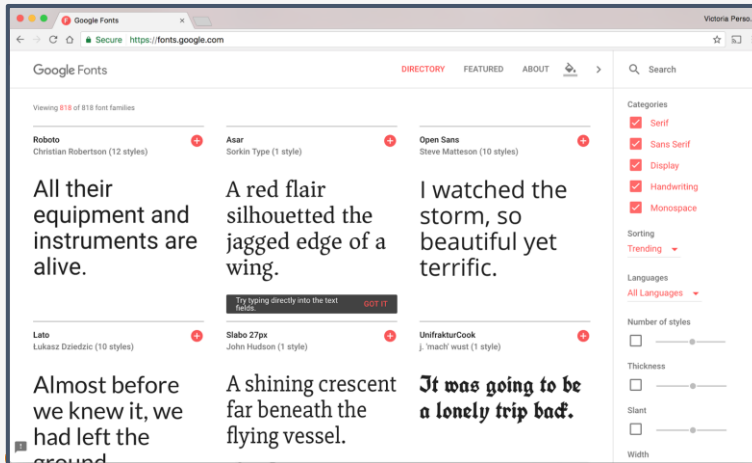 Google Fonts
Victoria Perso.
Secure https://fonts.google.com
Google Fonts
DIRECTORY FEATURED ABOUT
Search
Viewing 818 of 818 font families
Roboto
Christian Robertson (12 styles)
All their
equipment and
instruments are
alive.
Asar
Sorkin Type (1 style)
A red flair
silhouetted the
jagged edge of a
wing.
Open Sans
Steve Matteson (10 styles)
I watched the
storm, so
beautiful yet
terrific.
Try typing directly into the text
fields.
GOT IT
Lato
Łukasz Dziedzic (10 styles)
Almost before
we knew it, we
had left the
ground.
Slabo 27px
John Hudson (1 style)
A shining crescent
far beneath the
flying vessel.
UnifrakturCook
j. 'mach' wust (1 style)
It was going to be
a lonely trip back.
Categories
Serif
Sans Serif
Display
Handwriting
Monospace
Sorting
Trending
Languages
All Languages
Number of styles
Thickness
Slant
Width